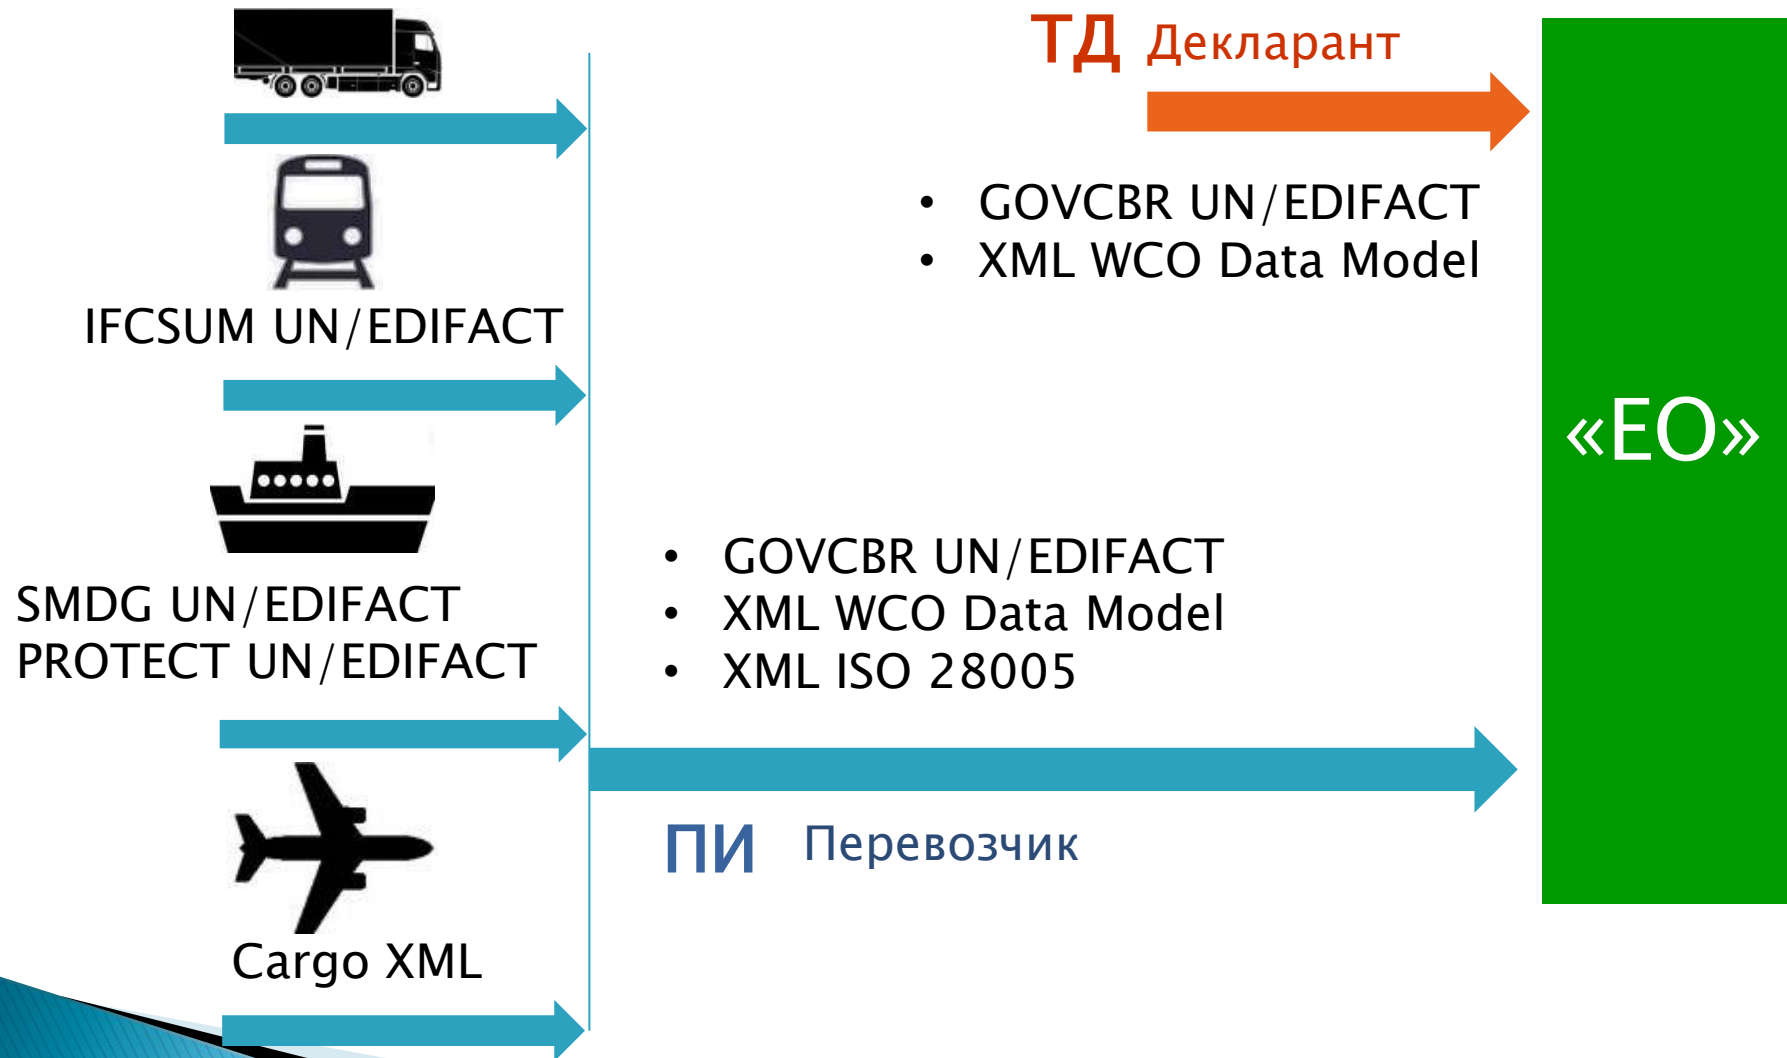 ТД Декларант
• GOVCBR UN/EDIFACT
• XML WCO Data Model
IFCSUM UN/EDIFACT
«ЕО»
SMDG UN/EDIFACT
PROTECT UN/EDIFACT
• GOVCBR UN/EDIFACT
• XML WCO Data Model
• XML ISO 28005
ПИ Перевозчик
Cargo XML